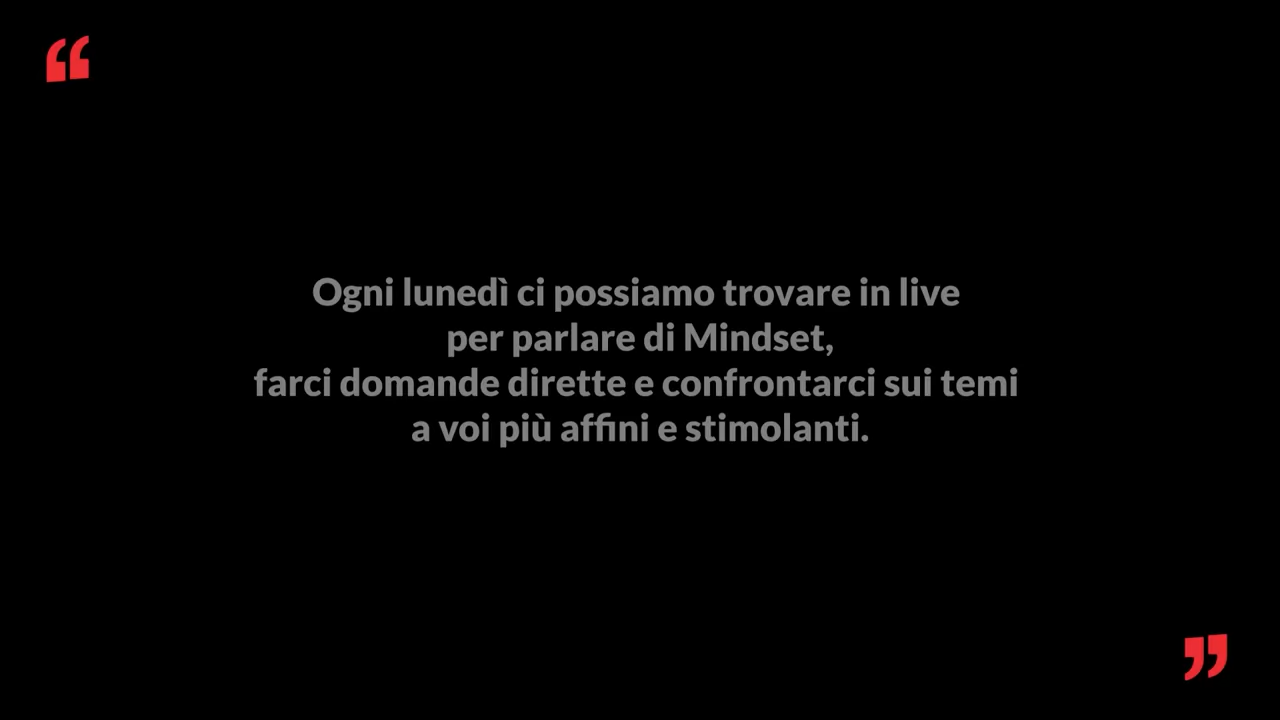 “
Ogni lunedì ci possiamo trovare in live
per parlare di Mindset,
farci domande dirette e confrontarci sui temi
a voi più affini e stimolanti.
”